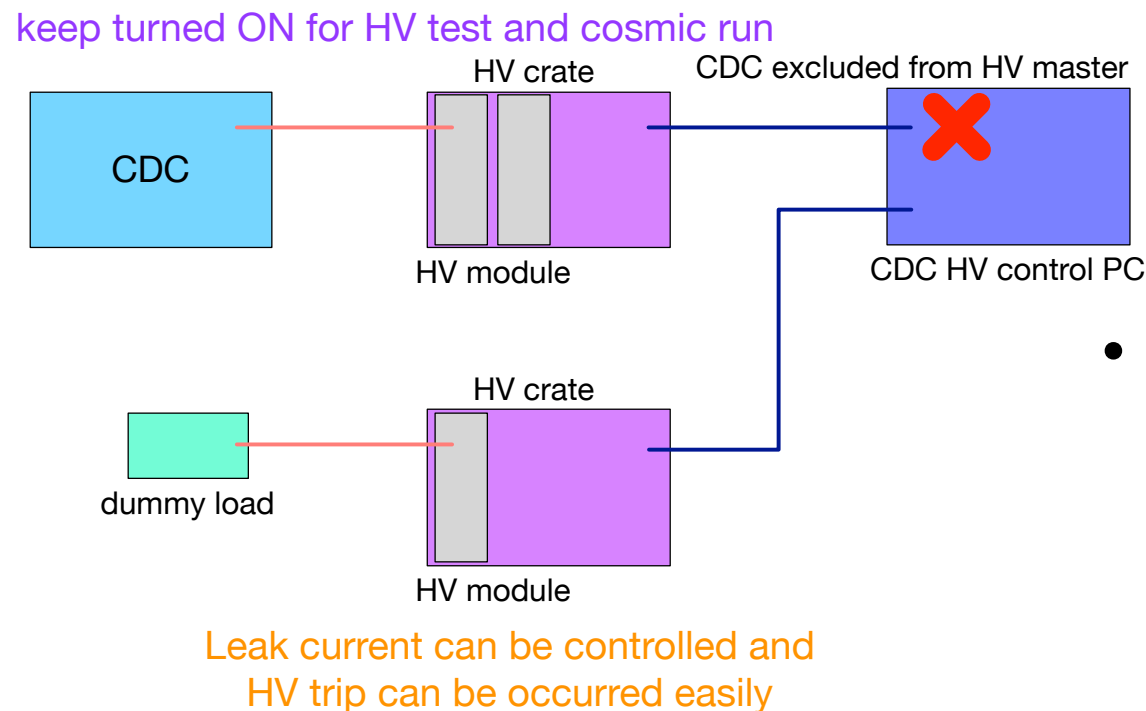 keep turned ON for HV test and cosmic run
HV crate
CDC excluded from HV master
CDC
HV module
CDC HV control PC
HV crate
dummy load
HV module
Leak current can be controlled and
HV trip can be occurred easily